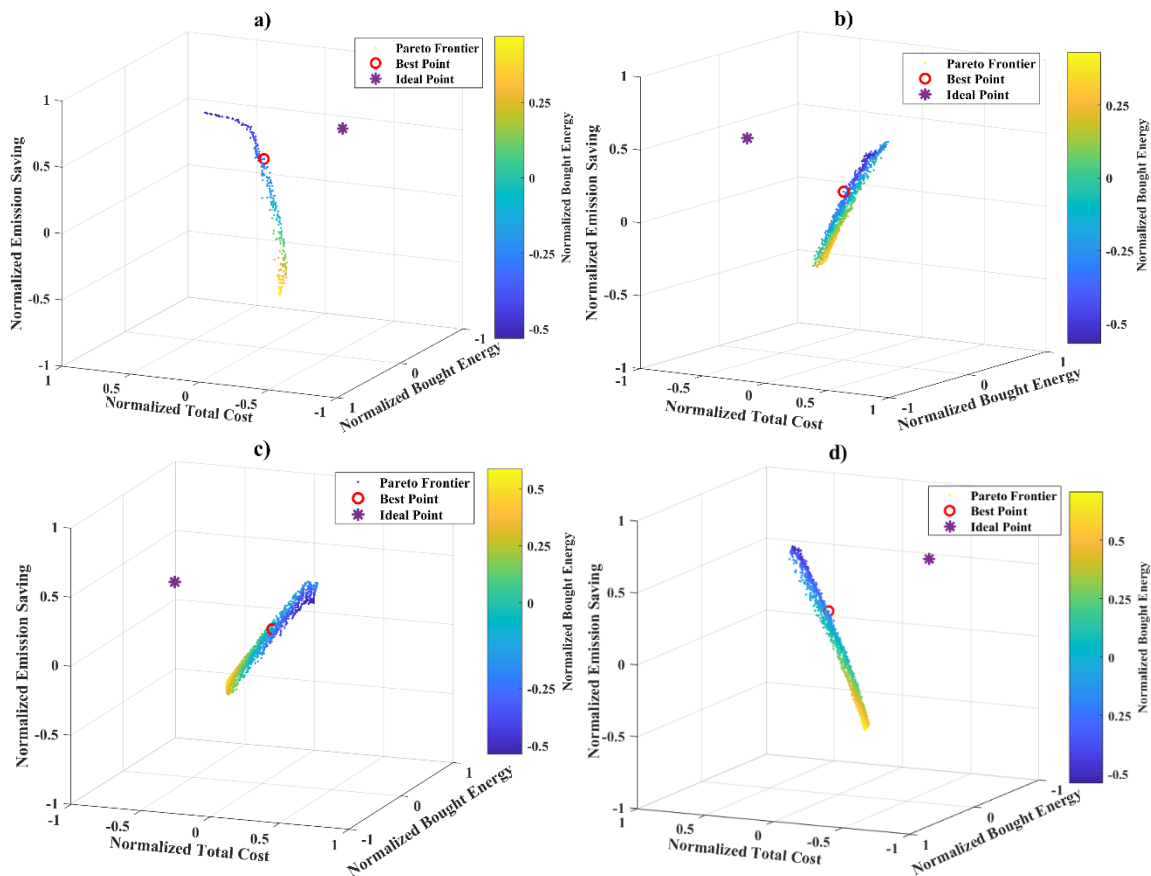 a)
Pareto Frontier
Best Point
Ideal Point
Normalized Emission Saving
1
0.5
0
-0.5
-1
1
0.5
0
-0.5
-1
Normalized Total Cost
1
0
-1
Normalized Bought Energy
0.25
0
-0.25
-0.5
Normalized Bought Energy
b)
Pareto Frontier
Best Point
Ideal Point
Normalized Emission Saving
1
0.5
0
-0.5
-1
-1
-0.5
0
0.5
1
Normalized Total Cost
-1
0
1
Normalized Bought Energy
0.25
0
-0.25
-0.5
Normalized Bought Energy
c)
Pareto Frontier
Best Point
Ideal Point
Normalized Emission Saving
1
0.5
0
-0.5
-1
-1
-0.5
0
0.5
1
Normalized Total Cost
-1
0
1
Normalized Bought Energy
0.5
0.25
0
-0.25
-0.5
Normalized Bought Energy
d)
Pareto Frontier
Best Point
Ideal Point
Normalized Emission Saving
1
0.5
0
-0.5
-1
1
0.5
0
-0.5
-1
Normalized Total Cost
1
0
-1
Normalized Bought Energy
0.5
0.25
0
0.25
-0.5
Normalized Bought Energy